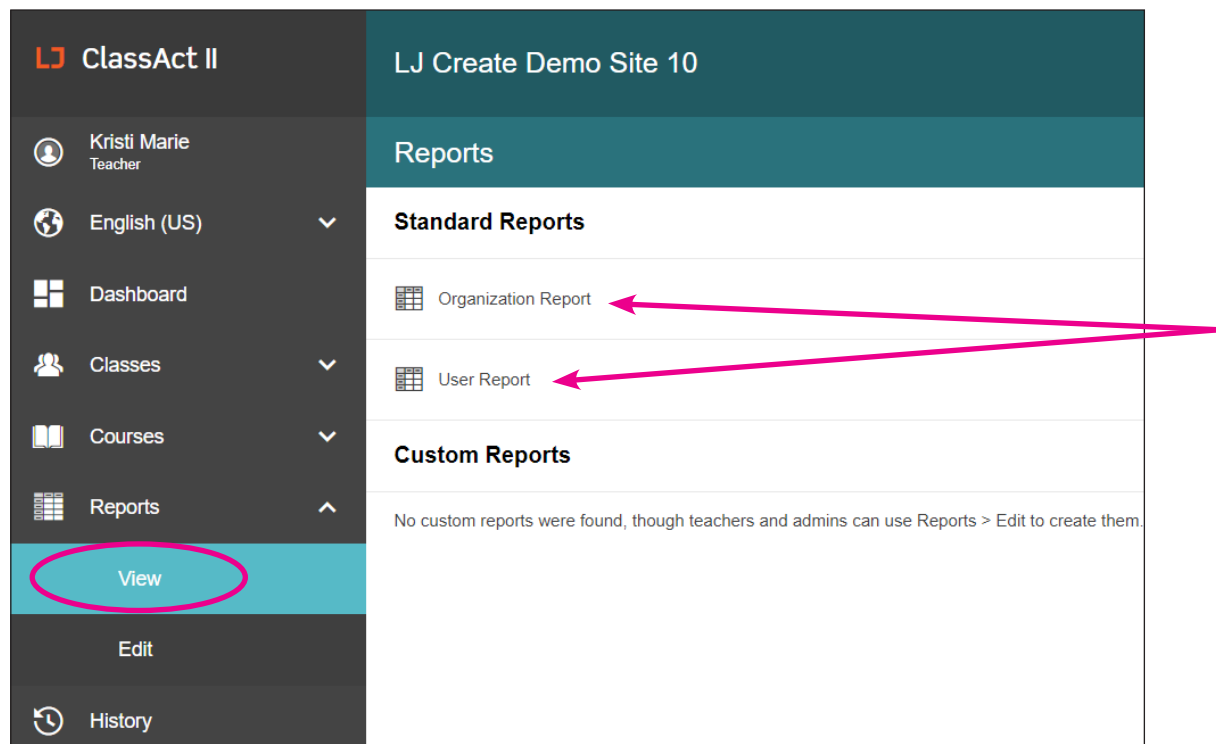 LJ ClassAct II
Kristi Marie
Teacher
English (US)
Dashboard
Classes
Courses
Reports
View
Edit
History
LJ Create Demo Site 10
Reports
Standard Reports
Organization Report
User Report
Custom Reports
No custom reports were found, though teachers and admins can use Reports > Edit to create them.